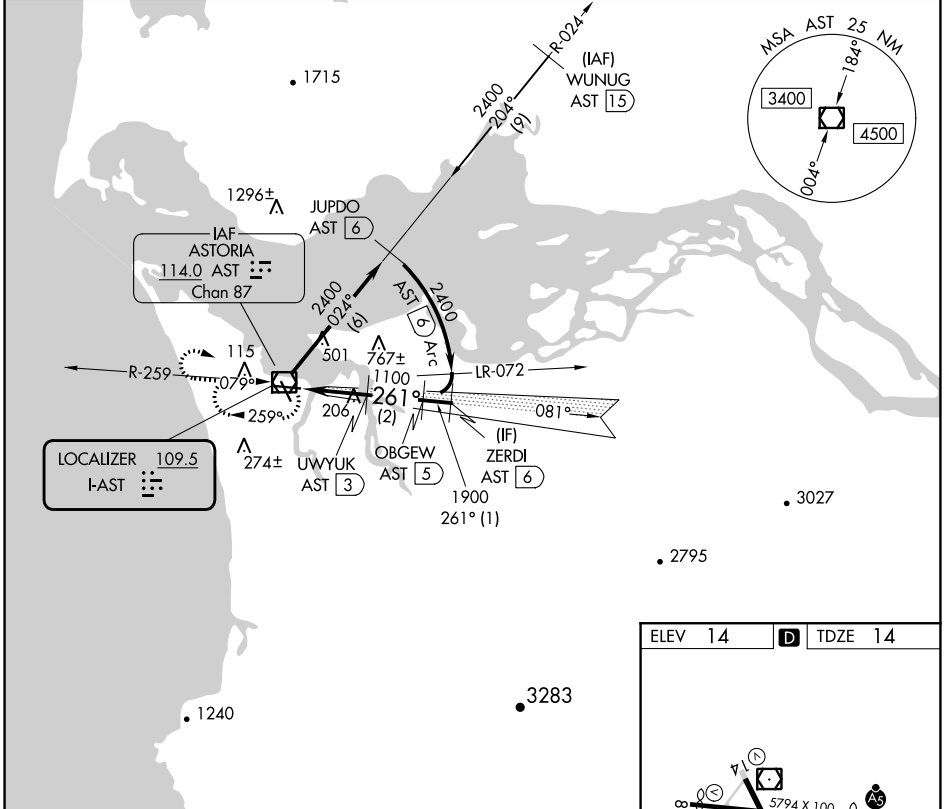 MSA AST 25 NM
184°
3400
4500
004°
R-024
(IAF)
WUNUG
AST 15
2400
204°
(9)
1715
1296±
JUPDO
AST 6
IAF
ASTORIA
114.0 AST
Chan 87
2400
024°
(6)
2400
AST 6 Arc
115
501
767±
R-259
079°
1100
LR-072
259°
206
261°
(2)
081°
274±
LOCALIZER 109.5
I-AST
UWYUK
AST 3
OBGEW
AST 5
(IF)
ZERDI
AST 6
1900
261° (1)
3027
2795
3283
1240
ELEV 14
D
TDZE 14
14
V
V
8
5794 X 100
A5